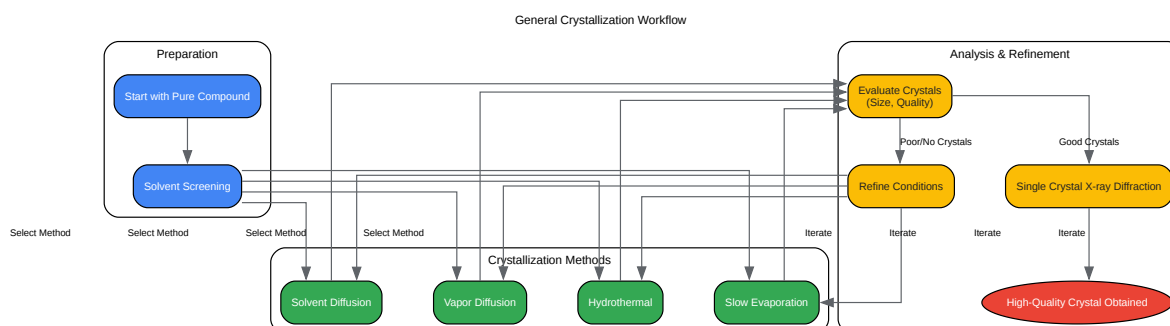 General Crystallization Workflow
Preparation
Analysis & Refinement
Start with Pure Compound
Evaluate Crystals
(Size, Quality)
Poor/No Crystals
Good Crystals
Solvent Screening
Refine Conditions
Single Crystal X-ray Diffraction
Select Method
Select Method
Select Method
Select Method
Iterate
Iterate
Iterate
Iterate
Crystallization Methods
Solvent Diffusion
Vapor Diffusion
Hydrothermal
Slow Evaporation
High-Quality Crystal Obtained